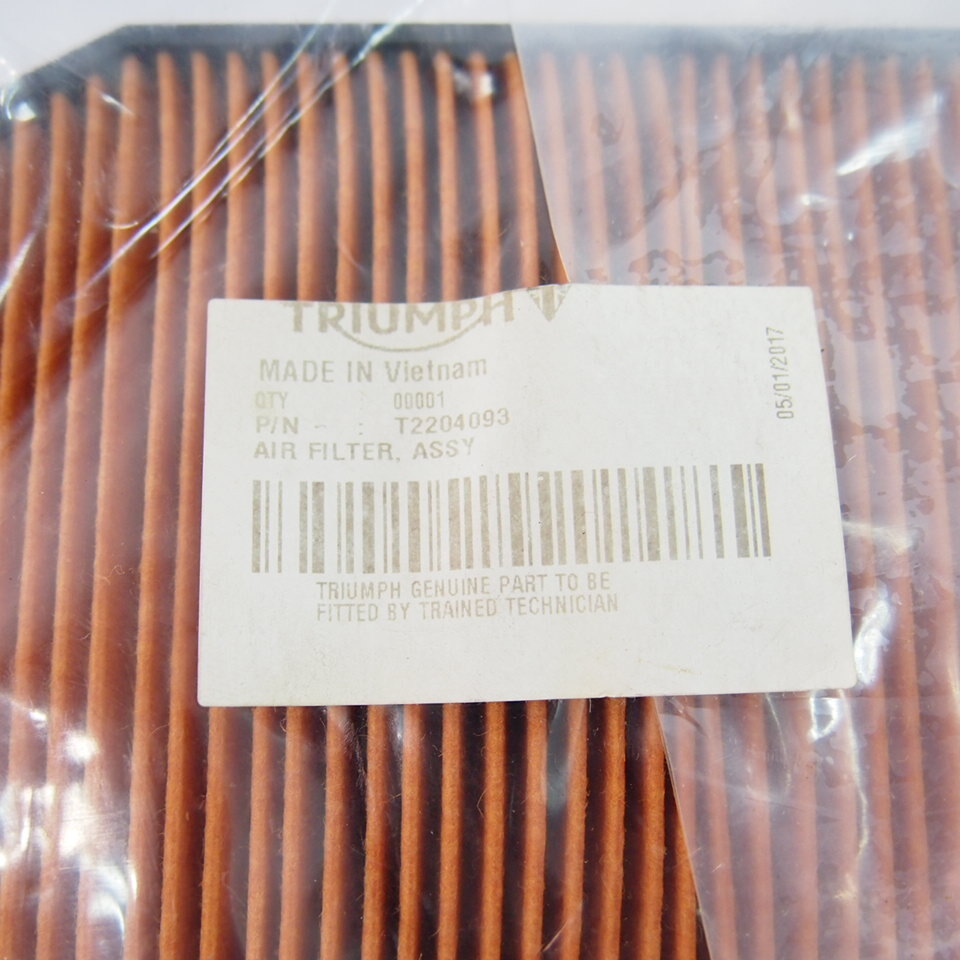 TRIUMPH
MADE IN Vietnam
QTY : 00001
P/N - : T2204093
AIR FILTER, ASSY
TRIUMPH GENUINE PART TO BE
FITTED BY TRAINED TECHNICIAN
05/01/2017